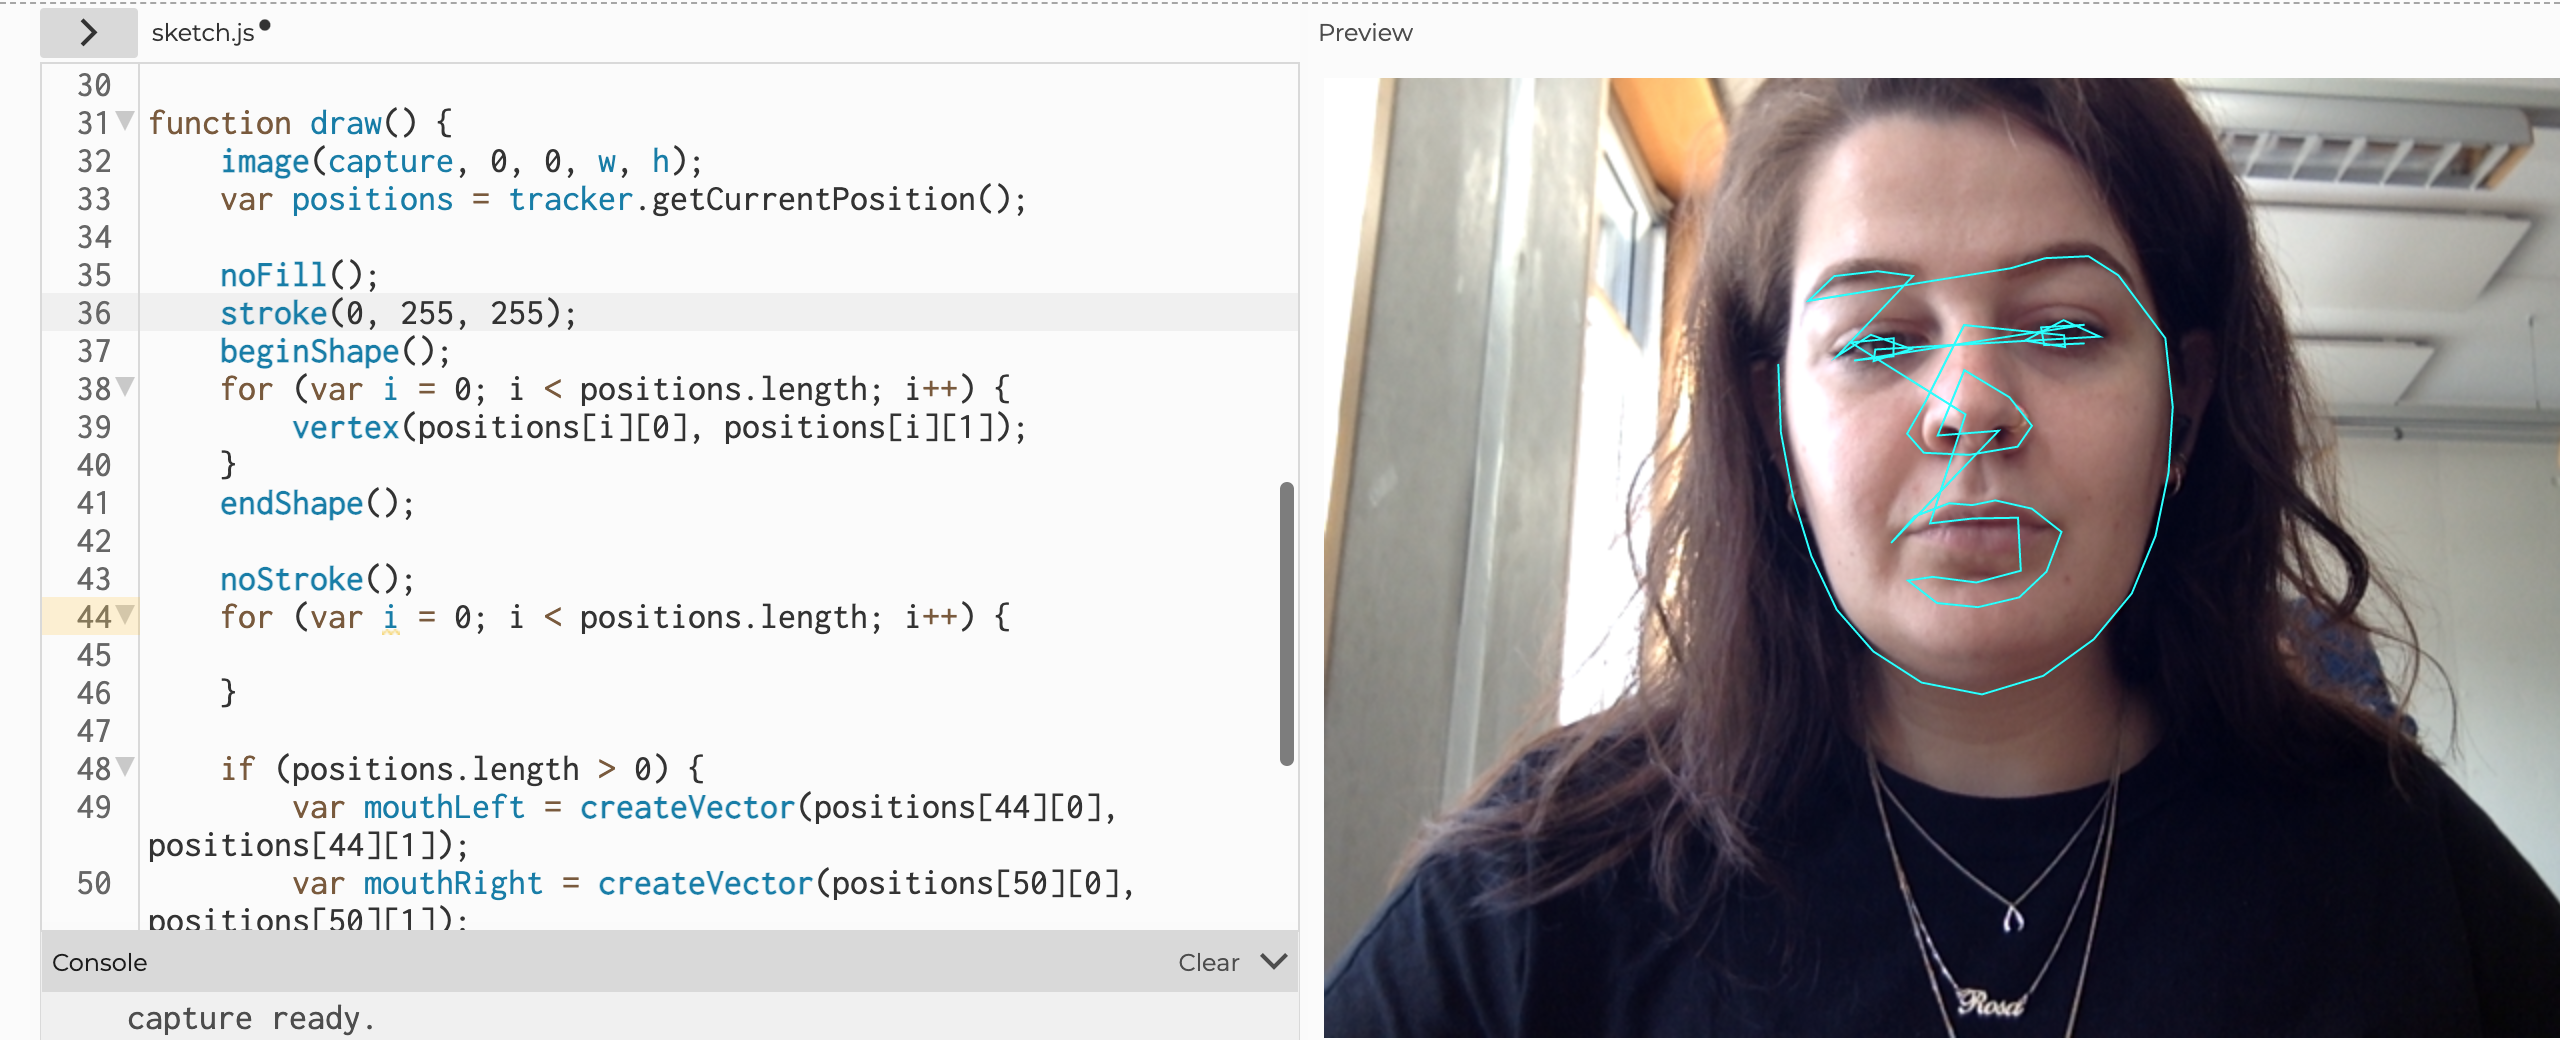 sketch.js
Preview
30
31 function draw() {
32 image(capture, 0, 0, w, h);
33 var positions = tracker.getCurrentPosition();
34
35 noFill();
36 stroke(0, 255, 255);
37 beginShape();
38 for (var i = 0; i < positions.length; i++) {
39 vertex(positions[i][0], positions[i][1]);
40 }
41 endShape();
42
43 noStroke();
44 for (var i = 0; i < positions.length; i++) {
45
46 }
47
48 if (positions.length > 0) {
49 var mouthLeft = createVector(positions[44][0],
positions[44][1]);
50 var mouthRight = createVector(positions[50][0],
positions[50][1]);
Console
Clear
capture ready.
Rosa